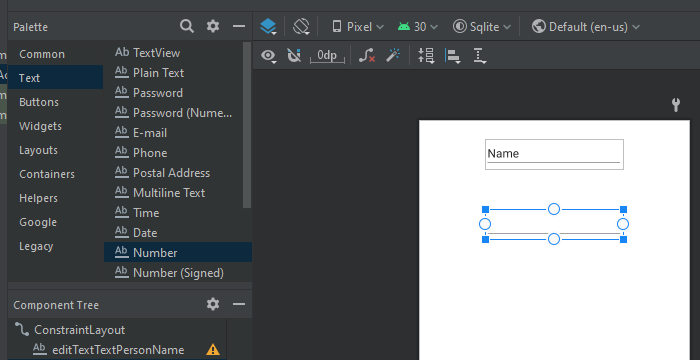 Palette
Pixel
30
Sqlite
Default (en-us)
0dp
Common
Text
Buttons
Widgets
Layouts
Containers
Helpers
Google
Legacy
Ab TextView
Ab Plain Text
Ab Password
Ab Password (Nume...
Ab E-mail
Ab Phone
Ab Postal Address
Ab Multiline Text
Ab Time
Ab Date
Ab Number
Ab Number (Signed)
Name
Component Tree
ConstraintLayout
Ab editTextTextPersonName